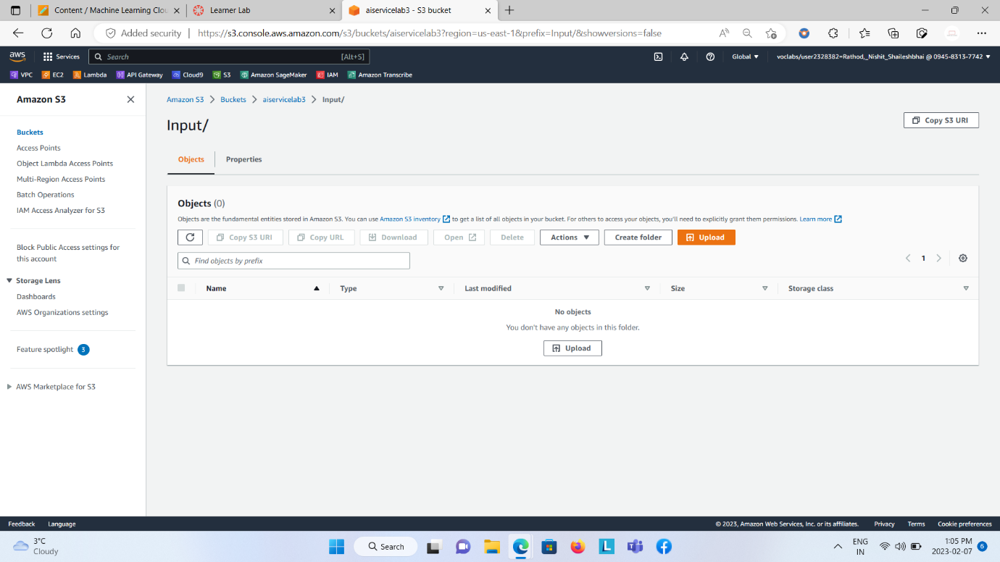 Content / Machine Learning Clou
Learner Lab
aiservicelab3 - S3 bucket
Added security
https://s3.console.aws.amazon.com/s3/buckets/aiservicelab3?region=us-east-1&prefix=Input/&showversions=false
aws
Services
Search
[Alt+S]
Global
voclabs/user2328382=Rathod,_Nishit_Shaileshbhai @ 0945-8313-7742
VPC
EC2
Lambda
API Gateway
Cloud9
S3
Amazon SageMaker
IAM
Amazon Transcribe
Amazon S3
Buckets
Access Points
Object Lambda Access Points
Multi-Region Access Points
Batch Operations
IAM Access Analyzer for S3
Block Public Access settings for
this account
Storage Lens
Dashboards
AWS Organizations settings
Feature spotlight 3
AWS Marketplace for S3
Amazon S3 > Buckets > aiservicelab3 > Input/
Input/
Copy S3 URI
Objects
Properties
Objects (0)
Objects are the fundamental entities stored in Amazon S3. You can use Amazon S3 inventory to get a list of all objects in your bucket. For others to access your objects, you'll need to explicitly grant them permissions. Learn more
Copy S3 URI
Copy URL
Download
Open
Delete
Actions
Create folder
Upload
Find objects by prefix
1
Name
Type
Last modified
Size
Storage class
No objects
You don't have any objects in this folder.
Upload
Feedback
Language
© 2023, Amazon Web Services, Inc. or its affiliates.
Privacy
Terms
Cookie preferences
3°C
Cloudy
Search
ENG
IN
1:05 PM
2023-02-07
6